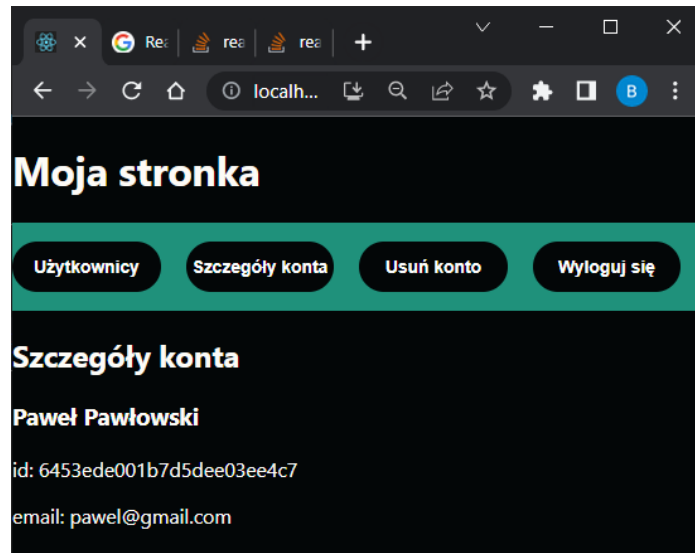 Rea rea rea
localh...
B
Moja stronka
Użytkownicy Szczegóły konta Usuń konto Wyloguj się
Szczegóły konta
Paweł Pawłowski
id: 6453ede001b7d5dee03ee4c7
email: pawel@gmail.com